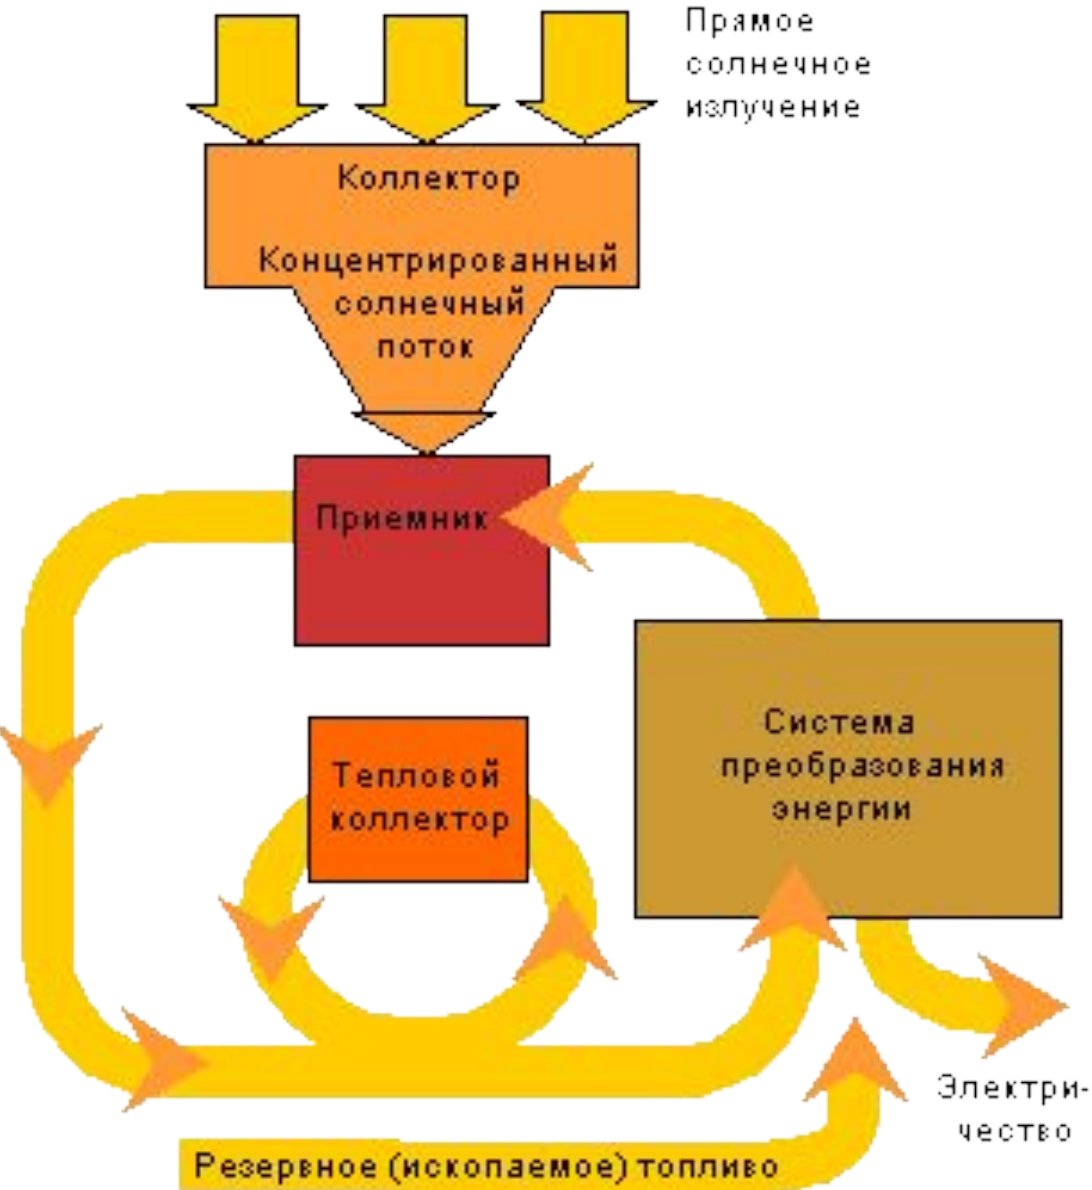 Прямое
солнечное
излучение
Коллектор
Концентрированный
солнечный
поток
Приемник
Система
преобразования
энергии
Тепловой
коллектор
Электри-
чество
Резервное (ископаемое) топливо